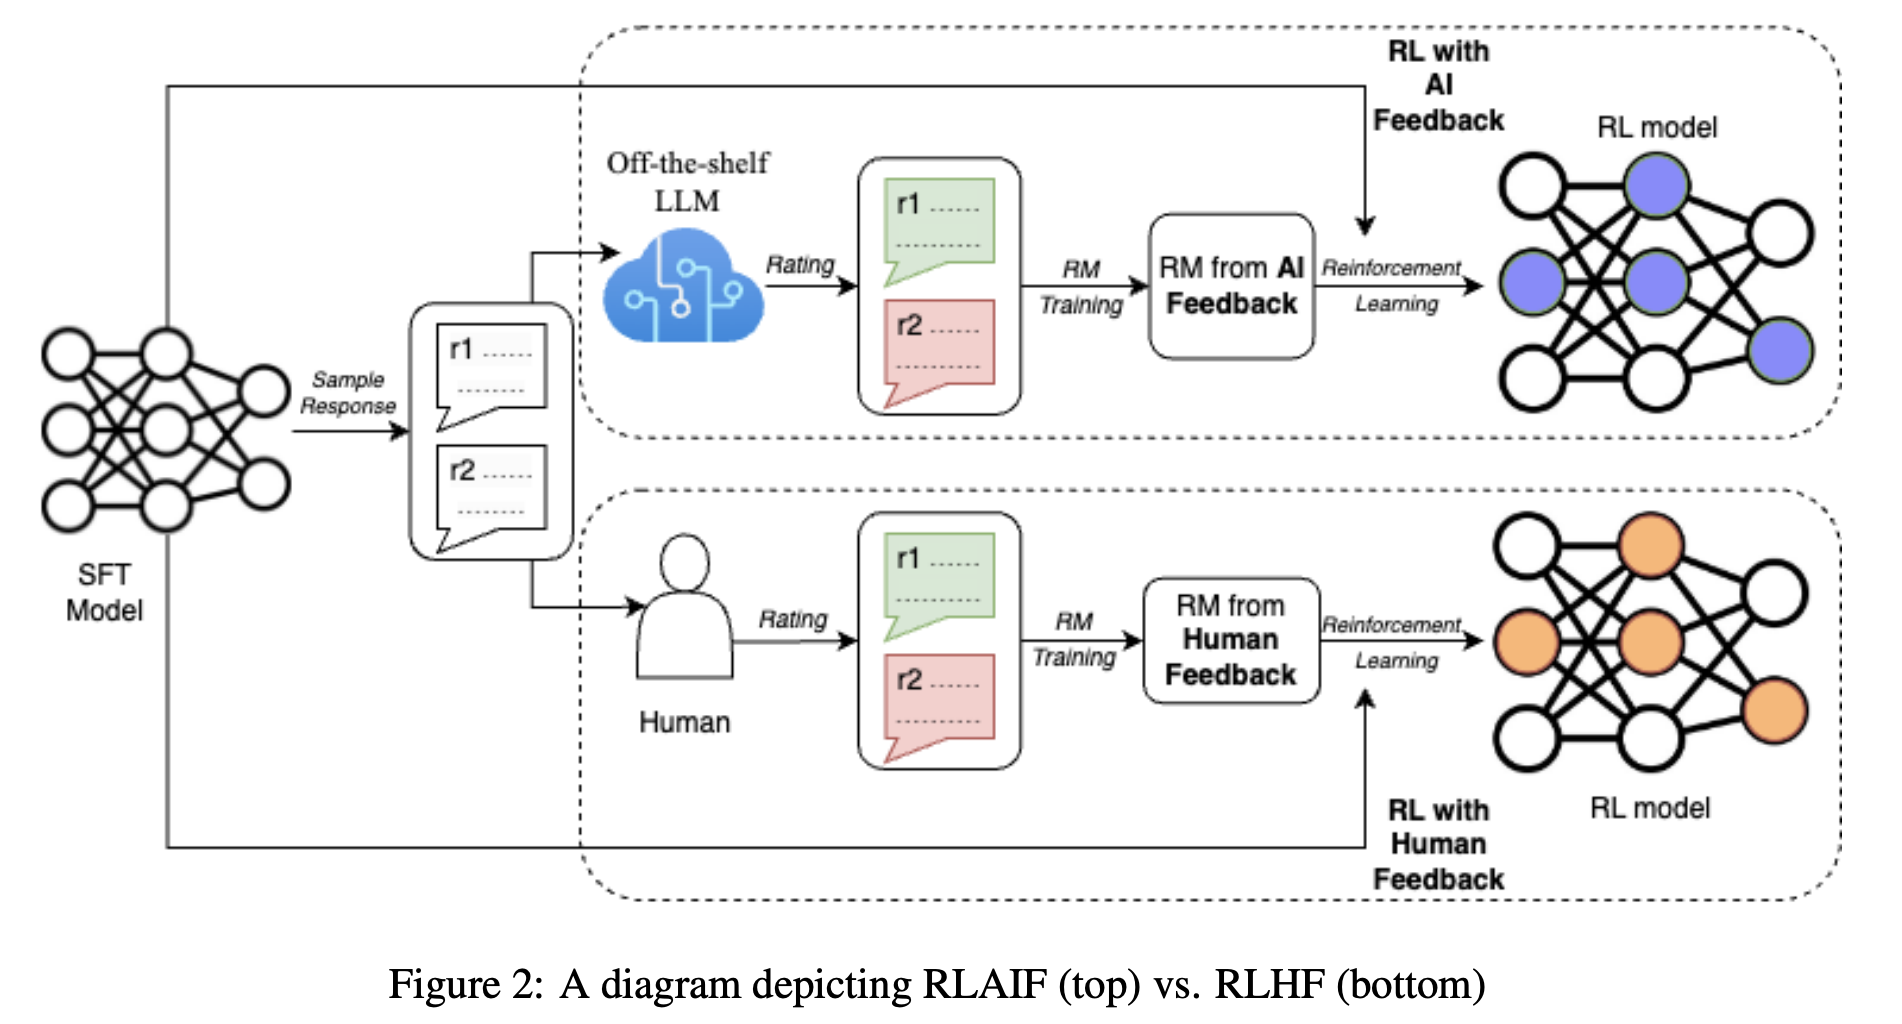 RL with
AI
Feedback
RL model
Off-the-shelf
LLM
r1 ......
Rating
r2 ......
RM
Training
RM from AI
Feedback
Reinforcement
Learning
Sample
Response
r1 ......
r2 ......
SFT
Model
Human
Rating
r1 ......
r2 ......
RM
Training
RM from
Human
Feedback
Reinforcement
Learning
RL with
Human
Feedback
RL model
Figure 2: A diagram depicting RLAIF (top) vs. RLHF (bottom)